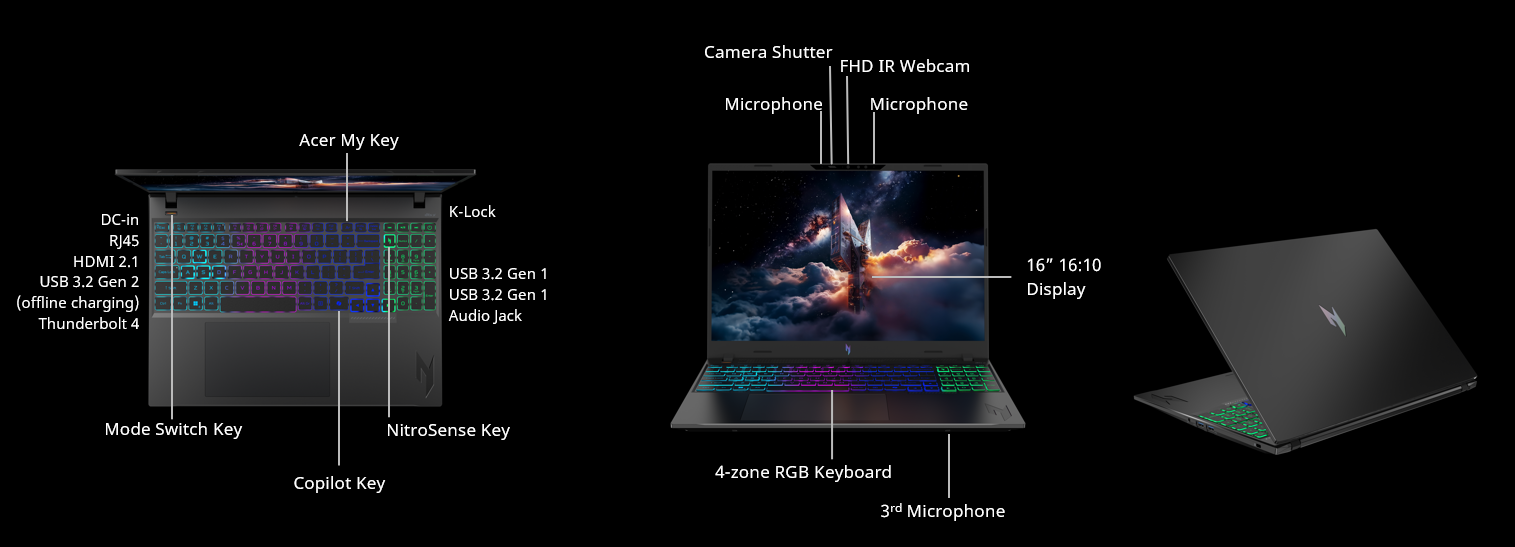 Camera Shutter
FHD IR Webcam
Microphone
Microphone
Acer My Key
DC-in
RJ45
HDMI 2.1
USB 3.2 Gen 2
(offline charging)
Thunderbolt 4
K-Lock
USB 3.2 Gen 1
USB 3.2 Gen 1
Audio Jack
Mode Switch Key
NitroSense Key
Copilot Key
16” 16:10
Display
4-zone RGB Keyboard
3rd Microphone